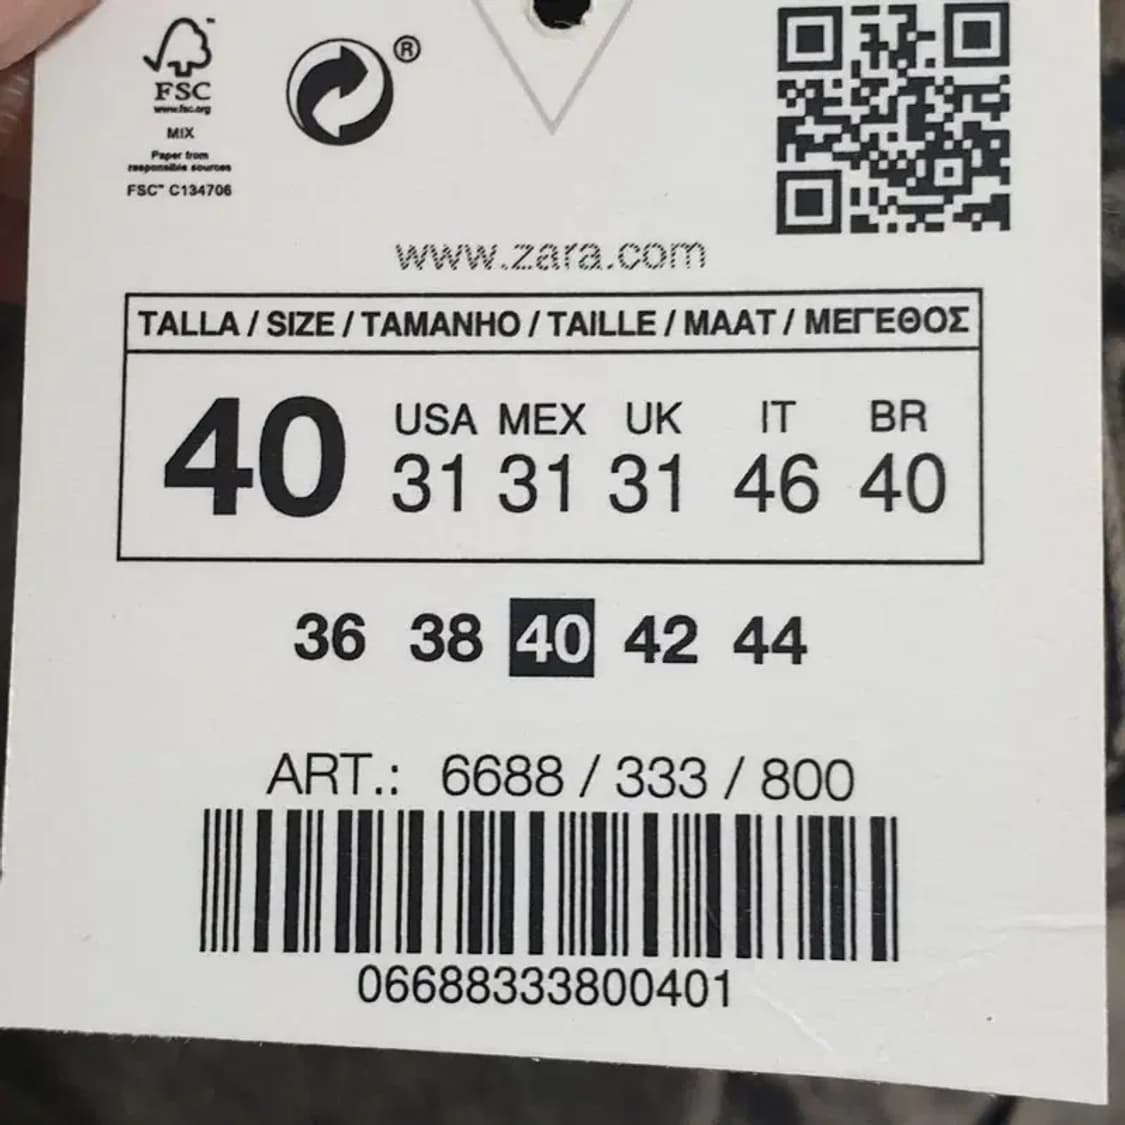 FSC
www.fsc.org
MIX
Paper from
responsible sources
FSC™ C134706
®
www.zara.com
TALLA / SIZE / TAMANHO / TAILLE / MAAT / ΜΕΓΕΘΟΣ
40
USA MEX UK IT BR
31 31 31 46 40
36 38 40 42 44
ART.: 6688 / 333 / 800
06688333800401